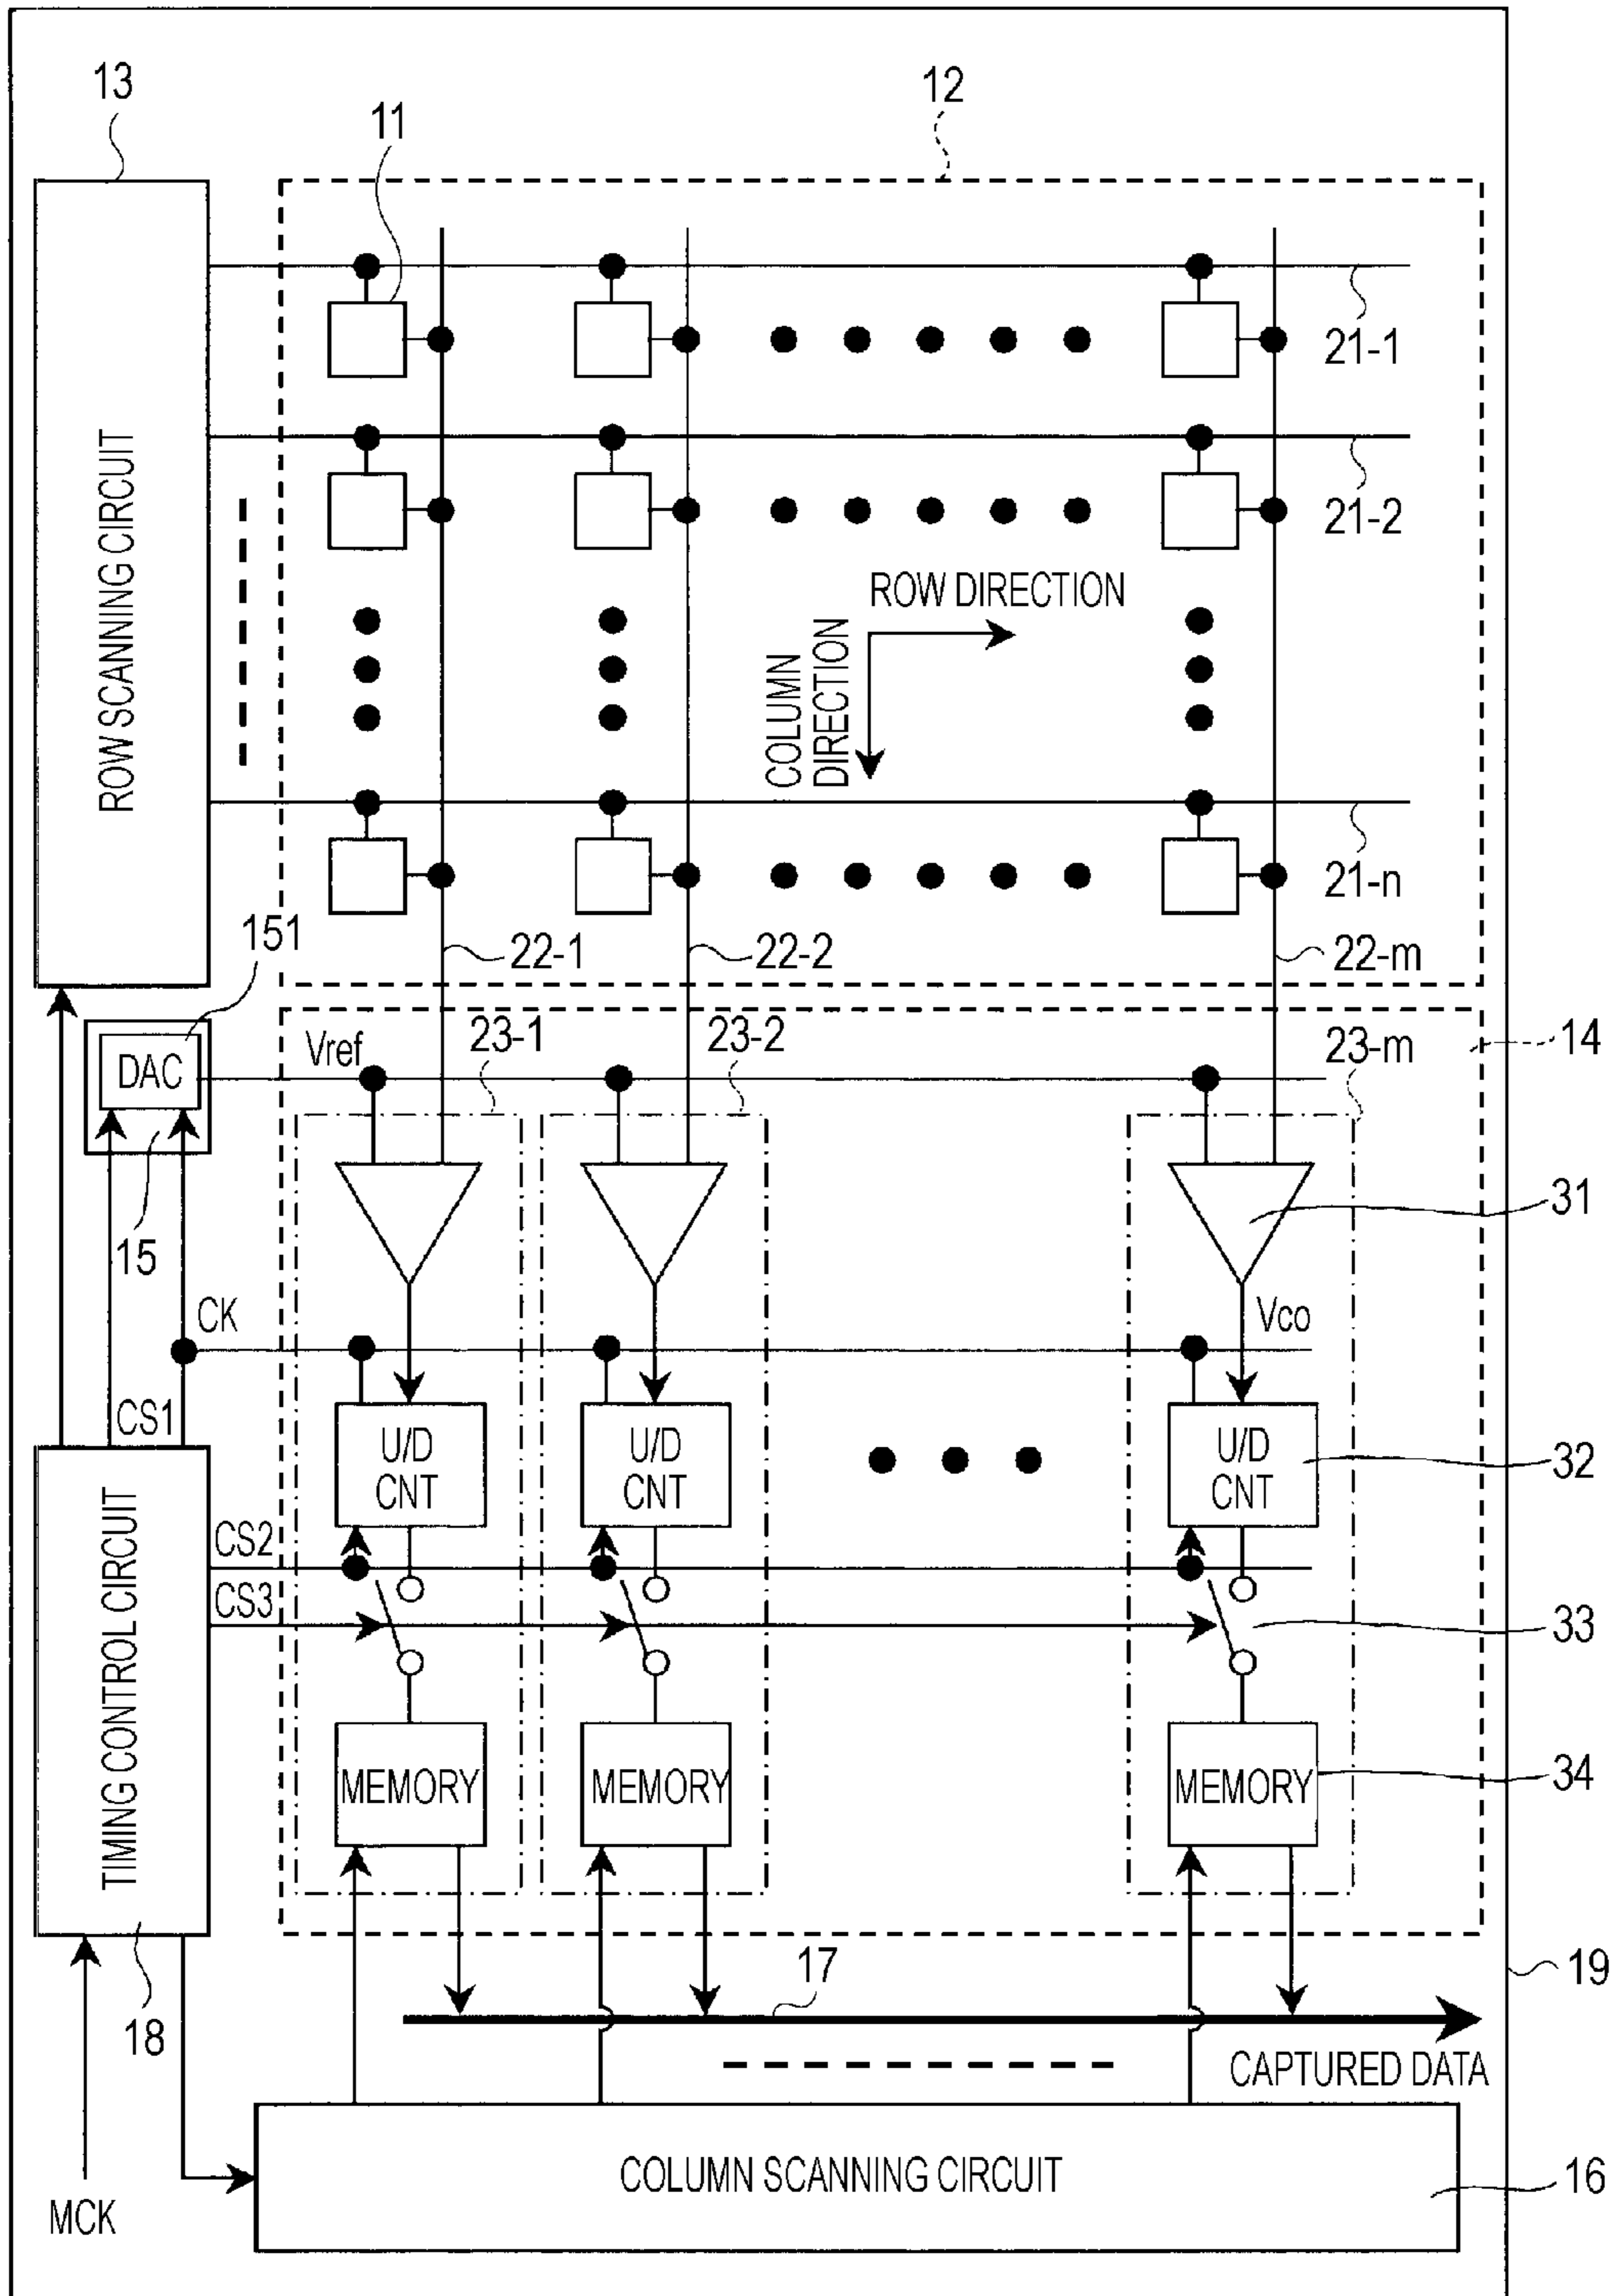 13
11
12
21-1
ROW SCANNING CIRCUIT
21-2
ROW DIRECTION
COLUMN
DIRECTION
21-n
151
22-1
22-2
22-m
DAC
Vref
23-1
23-2
23-m
14
15
31
CK
Vco
CS1
U/D
CNT
U/D
CNT
U/D
CNT
32
TIMING CONTROL CIRCUIT
CS2
CS3
33
MEMORY
MEMORY
MEMORY
34
18
17
19
CAPTURED DATA
MCK
COLUMN SCANNING CIRCUIT
16